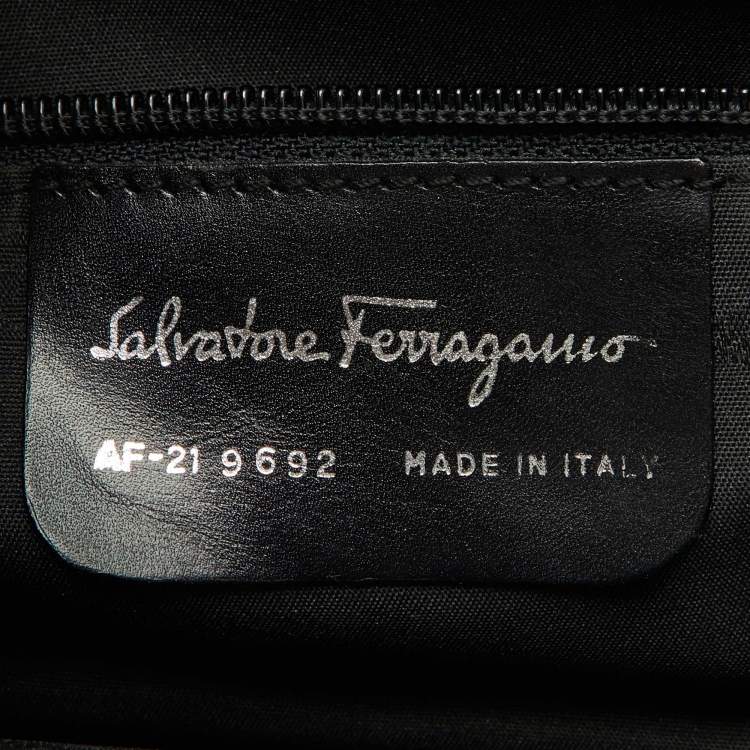 Salvatore Ferragamo
AF-21 9692 MADE IN ITALY